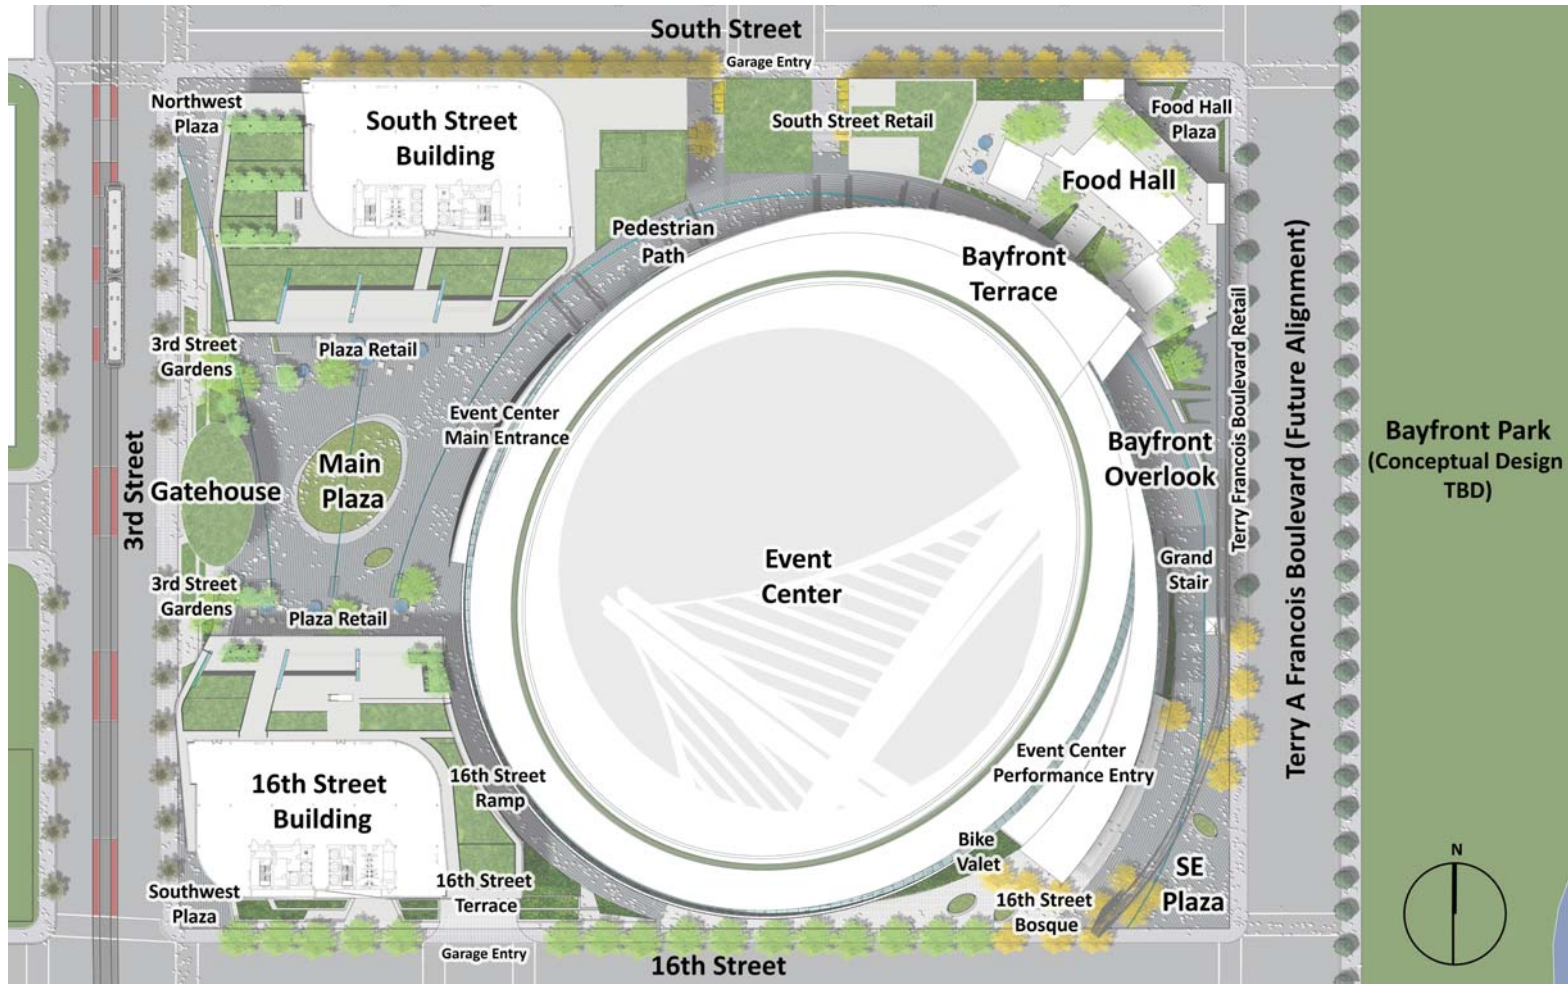 South Street
Garage Entry
Northwest
Plaza
South Street
Building
South Street Retail
Food Hall
Plaza
Food Hall
Pedestrian
Path
Bayfront
Terrace
3rd Street
Gardens
Plaza Retail
Event Center
Main Entrance
Main
Plaza
Gatehouse
3rd Street
Bayfront
Overlook
Terry Francois Boulevard Retail
Terry A Francois Boulevard (Future Alignment)
Bayfront Park
(Conceptual Design
TBD)
Event
Center
Grand
Stair
3rd Street
Gardens
Plaza Retail
16th Street
Building
16th Street
Ramp
Event Center
Performance Entry
Bike
Valet
Southwest
Plaza
16th Street
Terrace
16th Street
Bosque
SE
Plaza
N
Garage Entry
16th Street